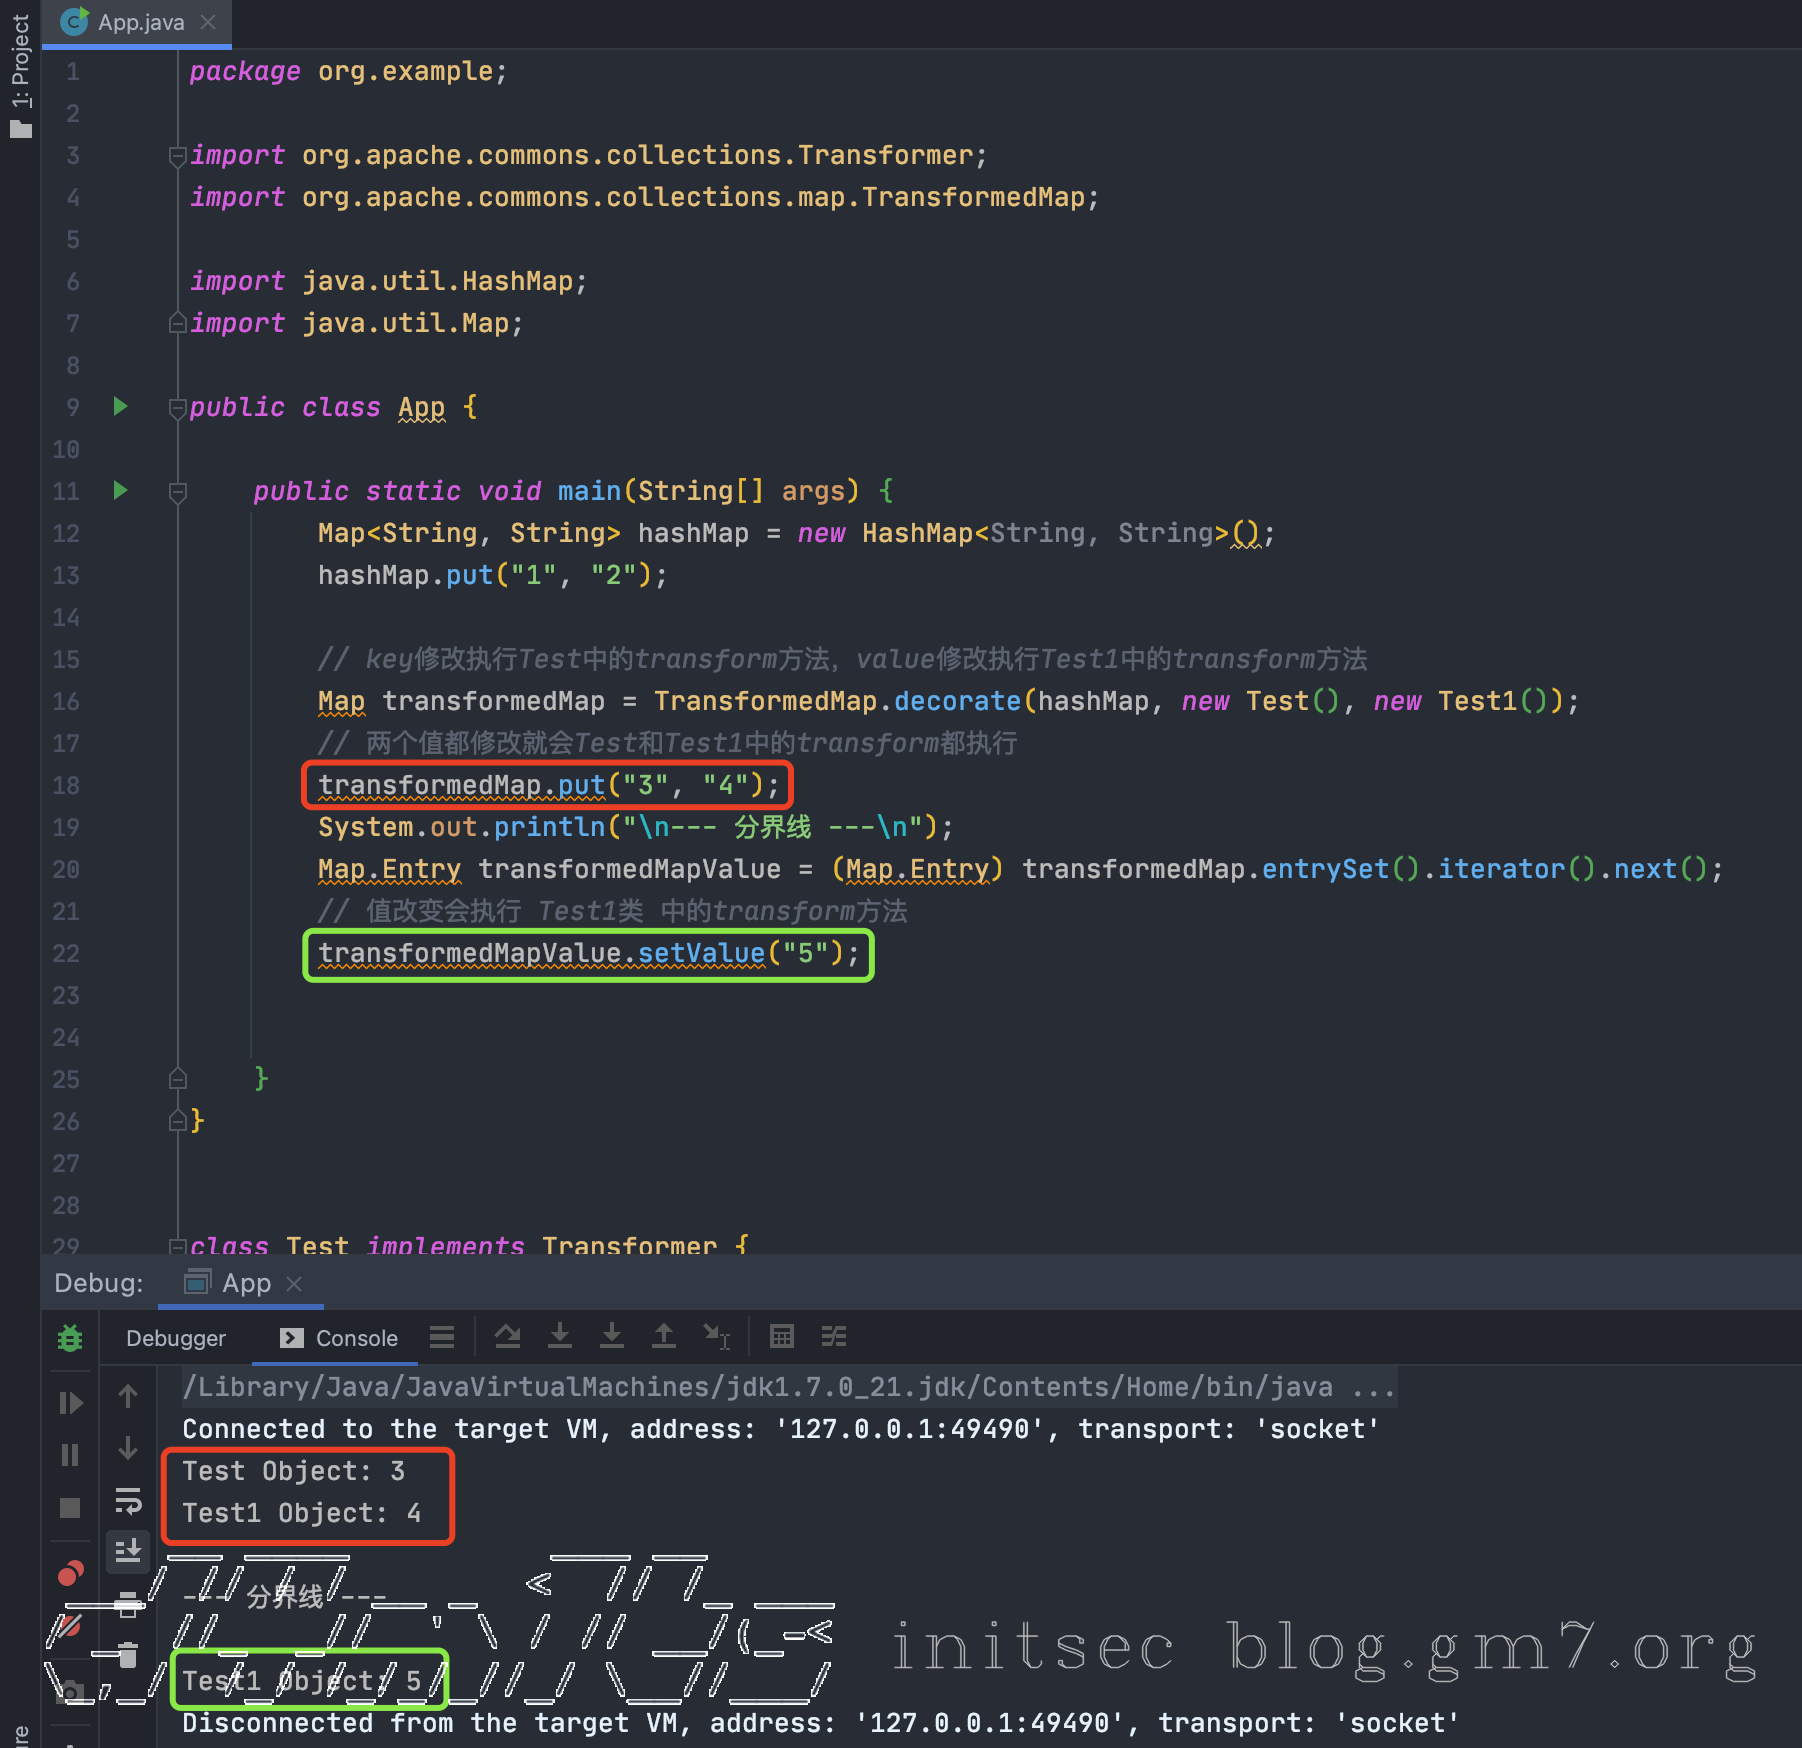 1: Project
App.java
1 package org.example;
2
3 import org.apache.commons.collections.Transformer;
4 import org.apache.commons.collections.map.TransformedMap;
5
6 import java.util.HashMap;
7 import java.util.Map;
8
9 public class App {
10
11 public static void main(String[] args) {
12 Map<String, String> hashMap = new HashMap<String, String>();
13 hashMap.put("1", "2");
14
15 // key修改执行Test中的transform方法，value修改执行Test1中的transform方法
16 Map transformedMap = TransformedMap.decorate(hashMap, new Test(), new Test1());
17 // 两个值都修改就会Test和Test1中的transform都执行
18 transformedMap.put("3", "4");
19 System.out.println("\n--- 分界线 ---\n");
20 Map.Entry transformedMapValue = (Map.Entry) transformedMap.entrySet().iterator().next();
21 // 值改变会执行 Test1类 中的transform方法
22 transformedMapValue.setValue("5");
23
24
25 }
26 }
27
28
29 class Test implements Transformer {
Debug: App
Debugger Console
/Library/Java/JavaVirtualMachines/jdk1.7.0_21.jdk/Contents/Home/bin/java ...
Connected to the target VM, address: '127.0.0.1:49490', transport: 'socket'
Test Object: 3
Test1 Object: 4
--- 分界线 ---
initsec blog.gm7.org
Test1 Object: 5
Disconnected from the target VM, address: '127.0.0.1:49490', transport: 'socket'